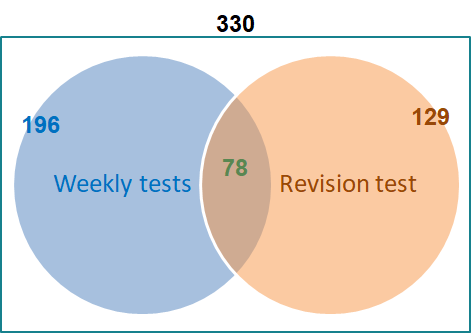 330
196
129
78
Weekly tests
Revision test